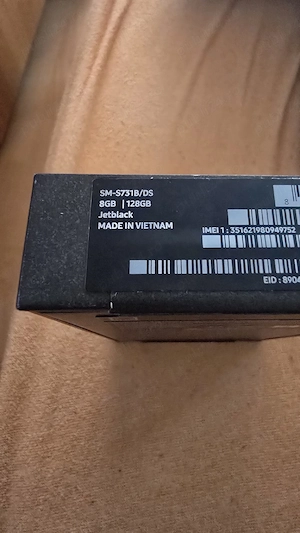 SM-S731B/DS
8GB | 128GB
Jetblack
MADE IN VIETNAM
IMEI 1 : 351621980949752
EID : 8904